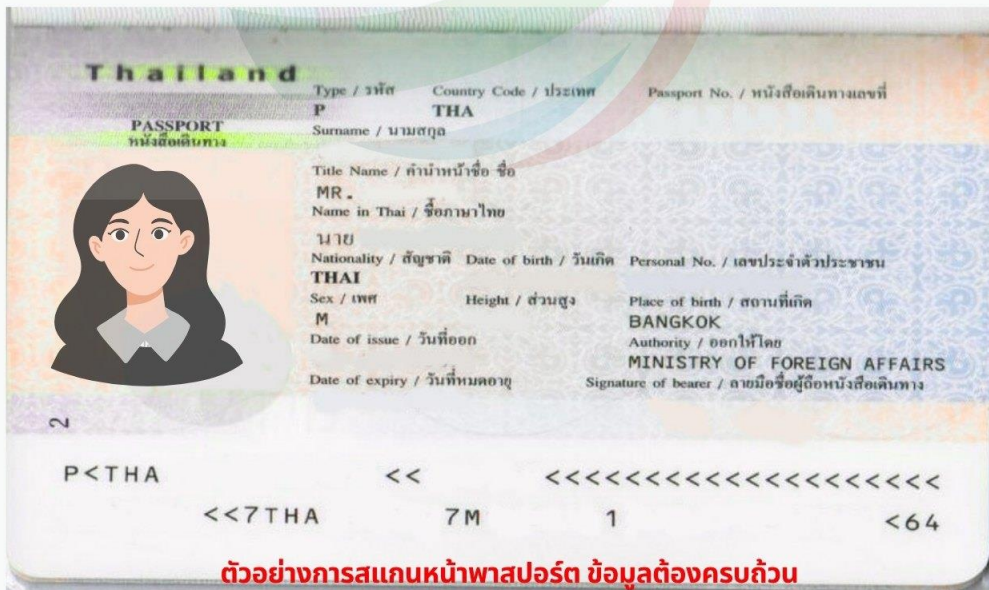 Thailand
PASSPORT
หนังสือเดินทาง
Type / รหัส Country Code / ประเทศ Passport No. / หนังสือเดินทางเลขที่
P THA
Surname / นามสกุล
Title Name / คำนำหน้าชื่อ ชื่อ
MR.
Name in Thai / ชื่อภาษาไทย
นาย
Nationality / สัญชาติ Date of birth / วันเกิด Personal No. / เลขประจำตัวประชาชน
THAI
Sex / เพศ Height / ส่วนสูง Place of birth / สถานที่เกิด
M BANGKOK
Date of issue / วันที่ออก Authority / ออกให้โดย
MINISTRY OF FOREIGN AFFAIRS
Date of expiry / วันที่หมดอายุ Signature of bearer / ลายมือชื่อผู้ถือหนังสือเดินทาง
2
P<THA << <<<<<<<<<<<<<<<<<<<<<
<<7THA 7M 1 <64
ตัวอย่างการสแกนหน้าพาสปอร์ต ข้อมูลต้องครบถ้วน